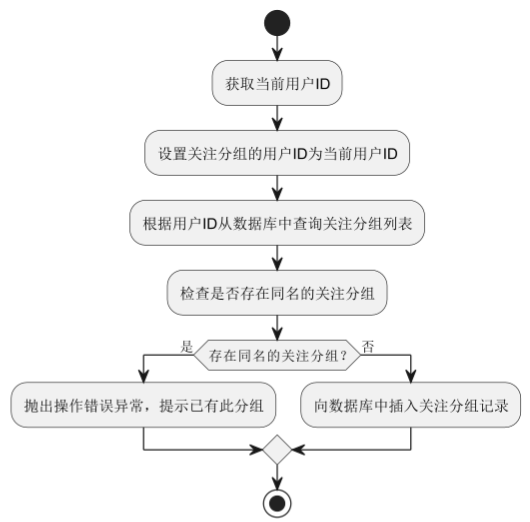 获取当前用户ID
设置关注分组的用户ID为当前用户ID
根据用户ID从数据库中查询关注分组列表
检查是否存在同名的关注分组
是
存在同名的关注分组？
否
抛出操作错误异常，提示已有此分组
向数据库中插入关注分组记录